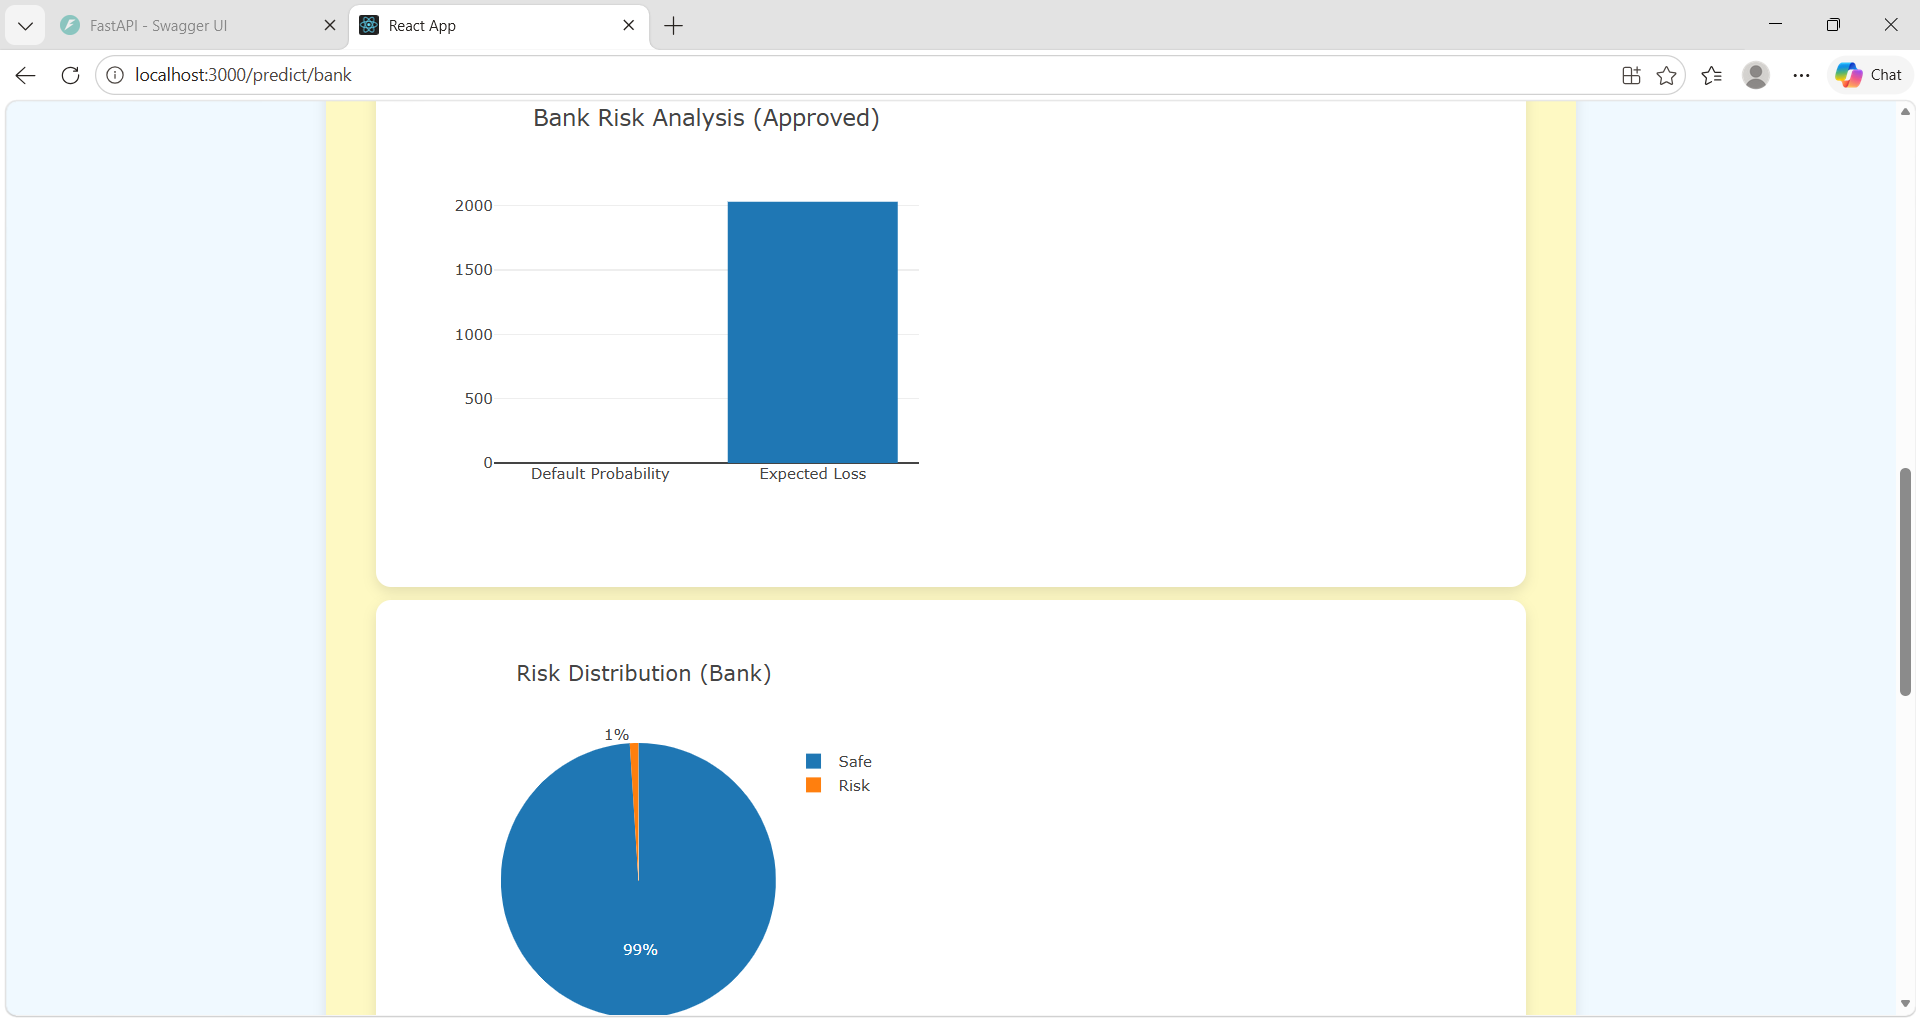 FastAPI - Swagger UI
React App
localhost:3000/predict/bank
Chat
Bank Risk Analysis (Approved)
2000
1500
1000
500
0
Default Probability
Expected Loss
Risk Distribution (Bank)
1%
Safe
Risk
99%